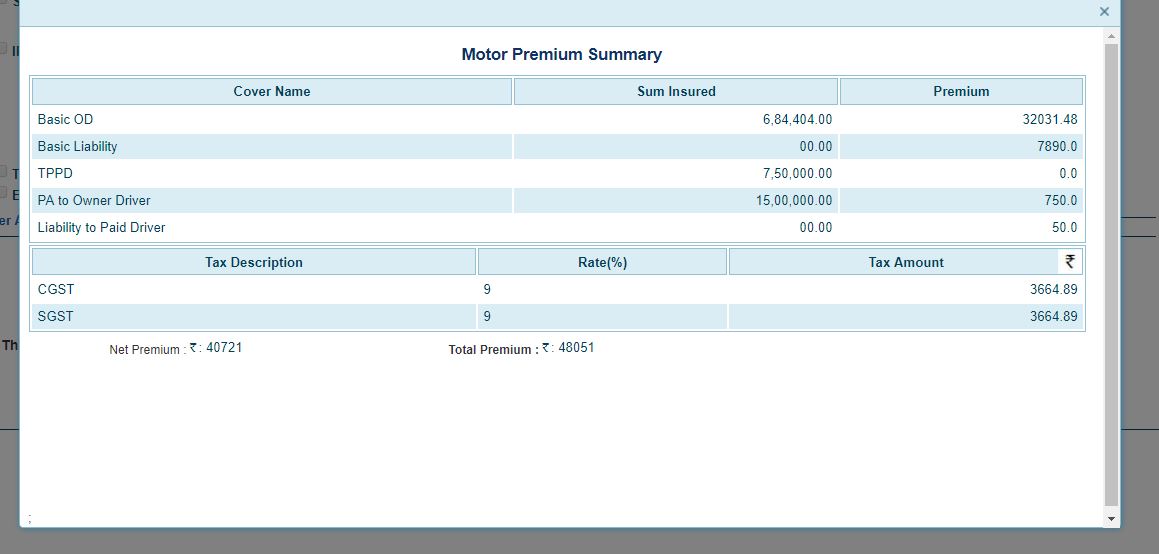 Motor Premium Summary
Cover Name Sum Insured Premium
Basic OD 6,84,404.00 32031.48
Basic Liability 00.00 7890.0
TPPD 7,50,000.00 0.0
PA to Owner Driver 15,00,000.00 750.0
Liability to Paid Driver 00.00 50.0
Tax Description Rate(%) Tax Amount ₹
CGST 9 3664.89
SGST 9 3664.89
Net Premium : ₹ : 40721 Total Premium : ₹ : 48051
;